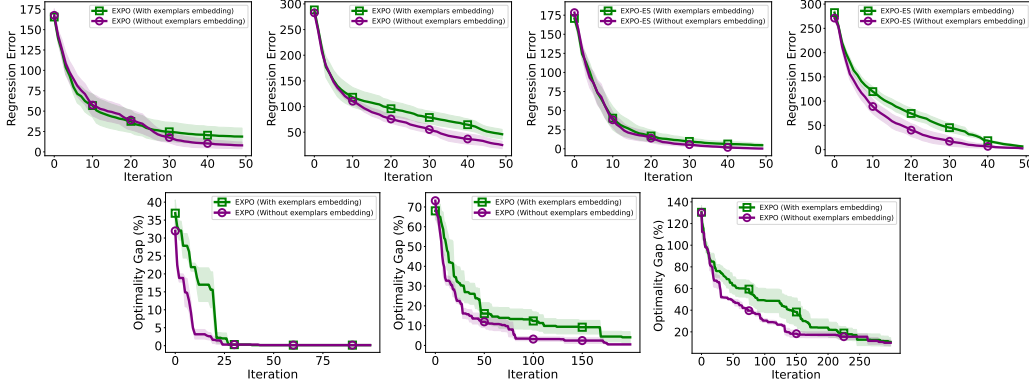 175
150
125
100
75
50
25
0
Regression Error
EXPO (With exemplars embedding)
EXPO (Without exemplars embedding)
0 10 20 30 40 49
Iteration
300
250
200
150
100
50
Regression Error
EXPO (With exemplars embedding)
EXPO (Without exemplars embedding)
0 10 20 30 40 49
Iteration
175
150
125
100
75
50
25
0
Regression Error
EXPO-ES (With exemplars embedding)
EXPO-ES (Without exemplars embedding)
0 10 20 30 40 49
Iteration
300
250
200
150
100
50
0
Regression Error
EXPO-ES (With exemplars embedding)
EXPO-ES (Without exemplars embedding)
0 10 20 30 40 49
Iteration
40
35
30
25
20
15
10
5
0
Optimality Gap (%)
EXPO (With exemplars embedding)
EXPO (Without exemplars embedding)
0 25 50 75
Iteration
70
60
50
40
30
20
10
0
Optimality Gap (%)
EXPO (With exemplars embedding)
EXPO (Without exemplars embedding)
0 50 100 150
Iteration
140
120
100
80
60
40
20
Optimality Gap (%)
EXPO (With exemplars embedding)
EXPO (Without exemplars embedding)
0 50 75 100 150 200 225 250
Iteration